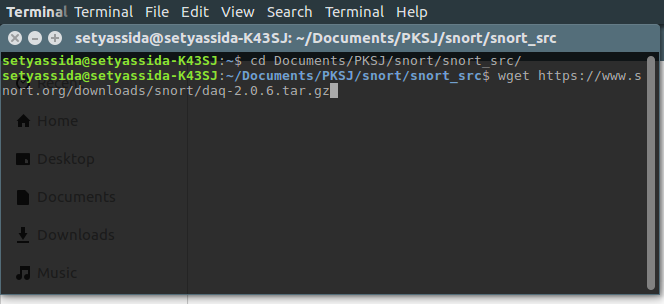 Terminal Terminal File Edit View Search Terminal Help
setyassida@setyassida-K43SJ: ~/Documents/PKSJ/snort/snort_src
setyassida@setyassida-K43SJ:~$ cd Documents/PKSJ/snort/snort_src/
setyassida@setyassida-K43SJ:~/Documents/PKSJ/snort/snort_src$ wget https://www.s
nort.org/downloads/snort/daq-2.0.6.tar.gz
Home
Desktop
Documents
Downloads
Music